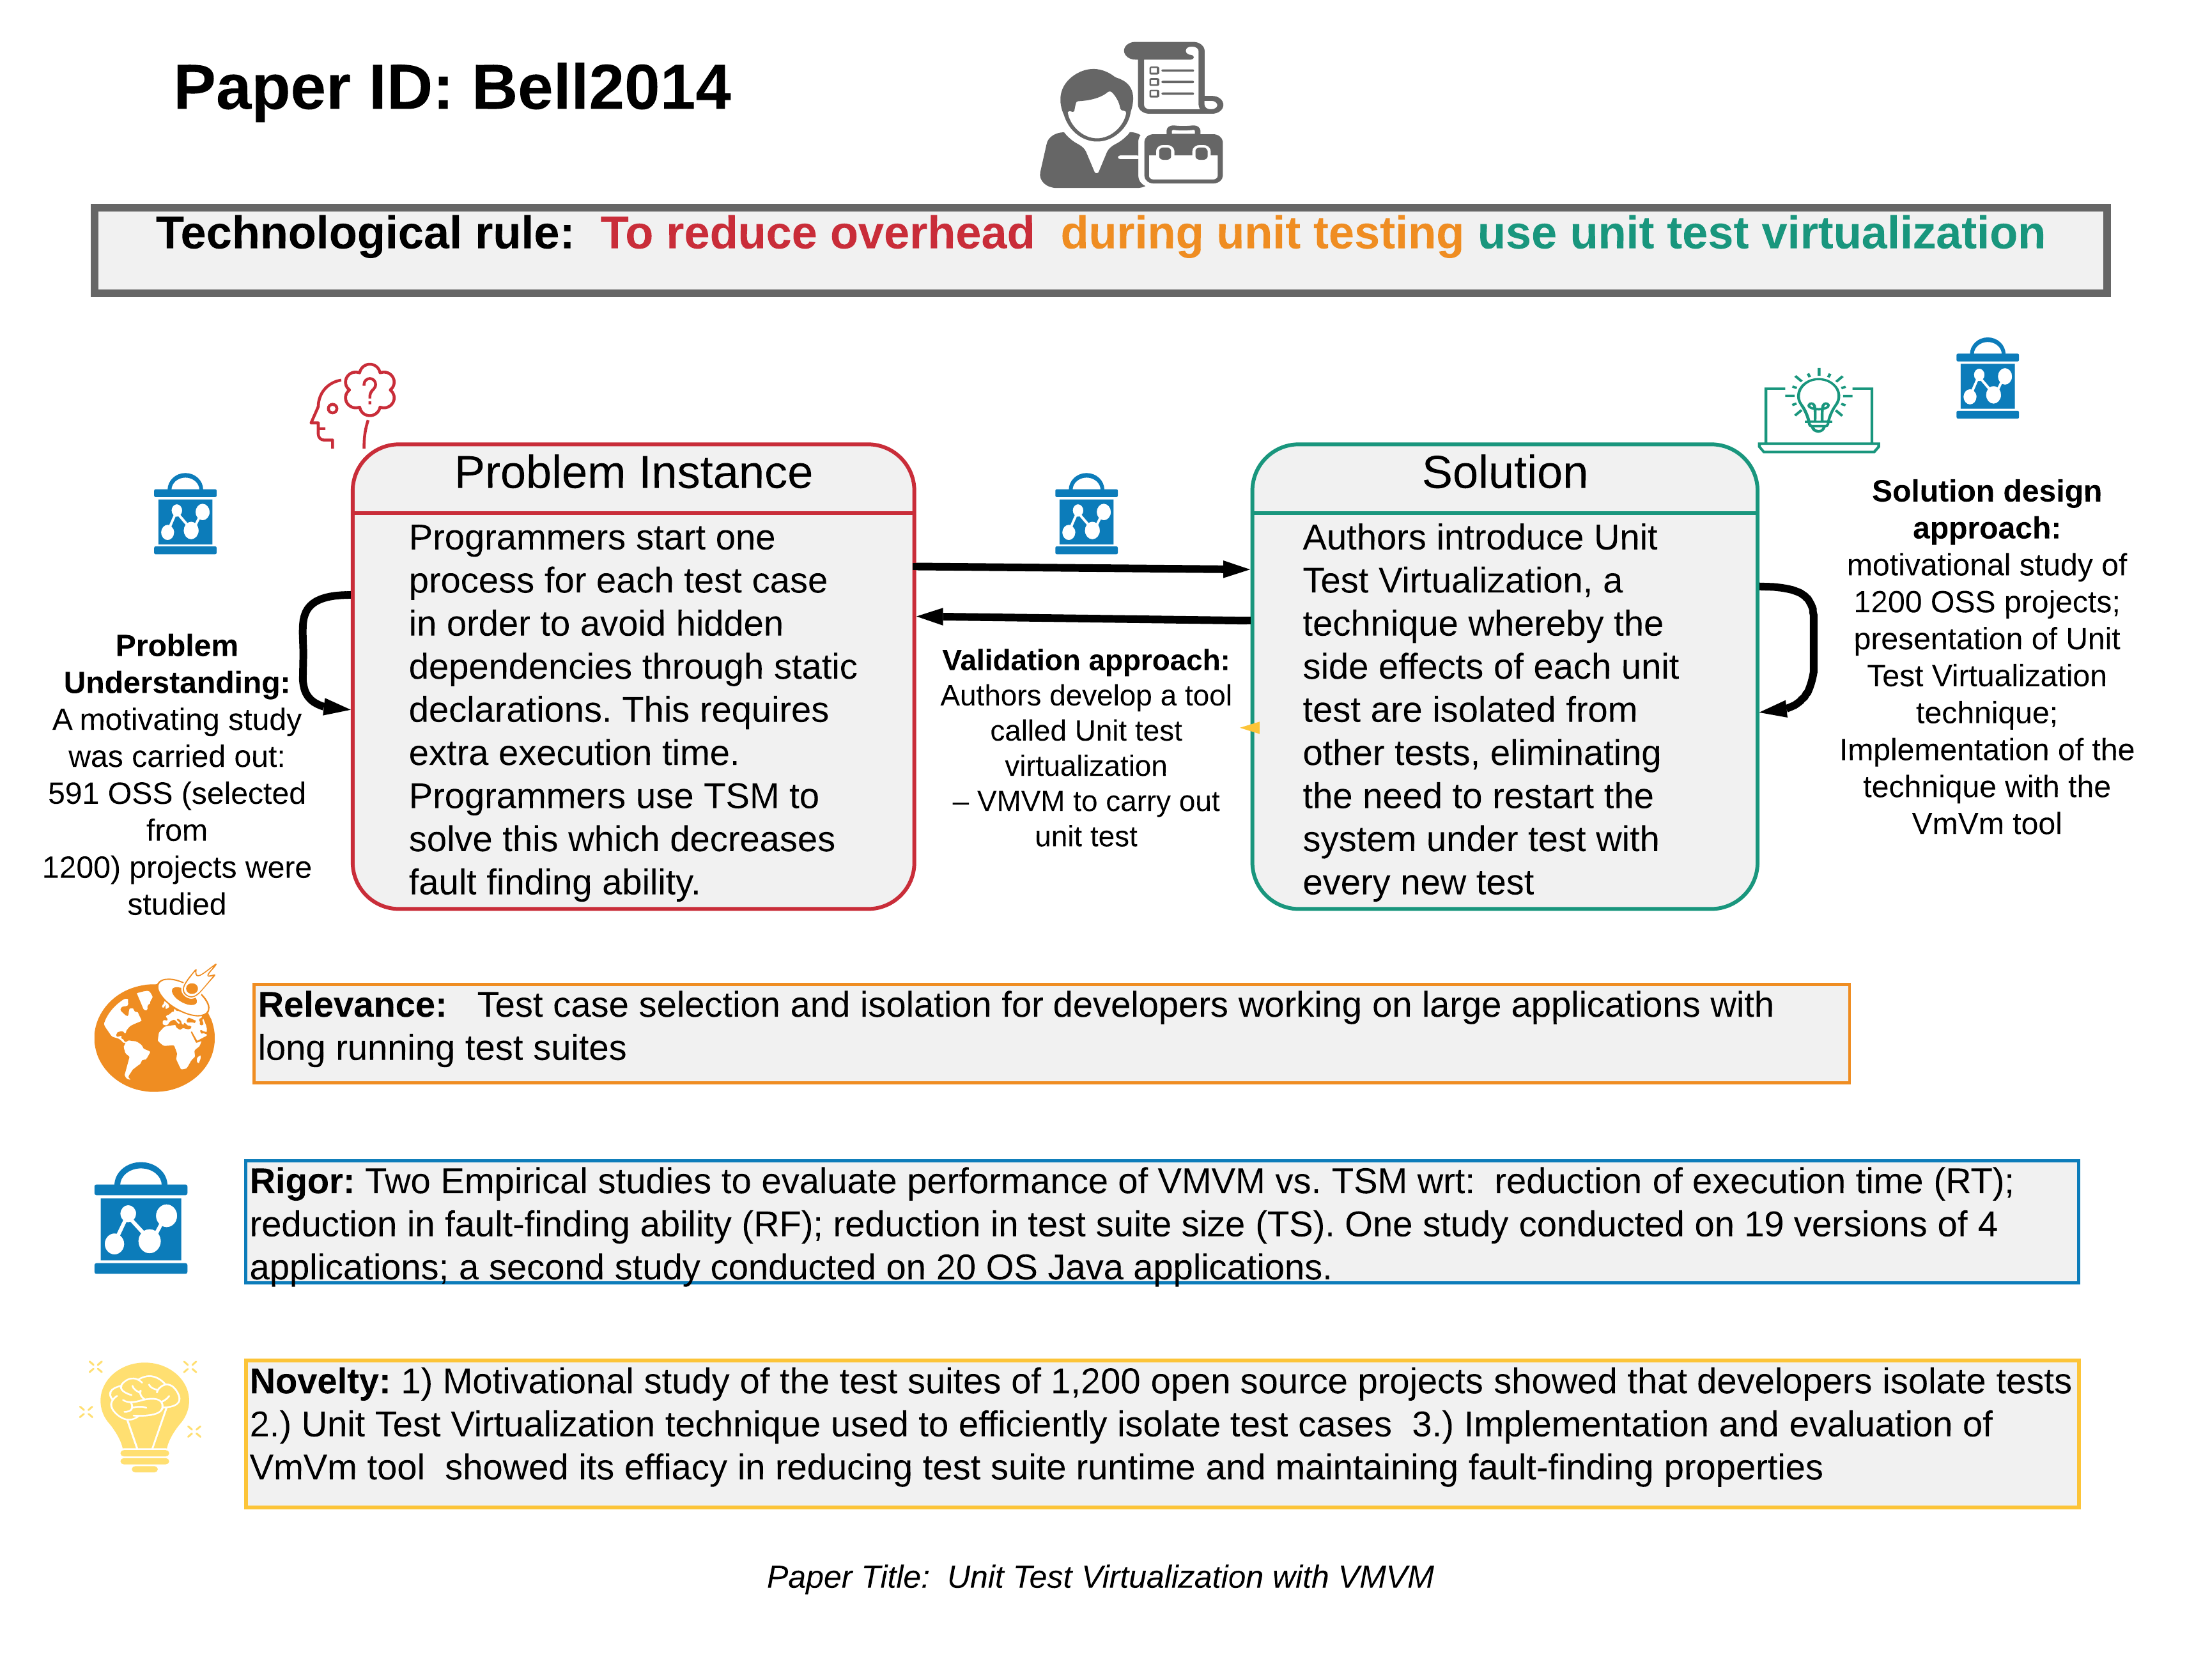 Paper ID: Bell2014
Technological rule: To reduce overhead during unit testing use unit test virtualization
Problem Instance
Programmers start one
process for each test case
in order to avoid hidden
dependencies through static
declarations. This requires
extra execution time.
Programmers use TSM to
solve this which decreases
fault finding ability.
Problem
Understanding:
A motivating study
was carried out:
591 OSS (selected
from
1200) projects were
studied
Validation approach:
Authors develop a tool
called Unit test
virtualization
– VMVM to carry out
unit test
Solution
Authors introduce Unit
Test Virtualization, a
technique whereby the
side effects of each unit
test are isolated from
other tests, eliminating
the need to restart the
system under test with
every new test
Solution design
approach:
motivational study of
1200 OSS projects;
presentation of Unit
Test Virtualization
technique;
Implementation of the
technique with the
VmVm tool
Relevance: Test case selection and isolation for developers working on large applications with
long running test suites
Rigor: Two Empirical studies to evaluate performance of VMVM vs. TSM wrt: reduction of execution time (RT);
reduction in fault-finding ability (RF); reduction in test suite size (TS). One study conducted on 19 versions of 4
applications; a second study conducted on 20 OS Java applications.
Novelty: 1) Motivational study of the test suites of 1,200 open source projects showed that developers isolate tests
2.) Unit Test Virtualization technique used to efficiently isolate test cases 3.) Implementation and evaluation of
VmVm tool showed its effiacy in reducing test suite runtime and maintaining fault-finding properties
Paper Title: Unit Test Virtualization with VMVM